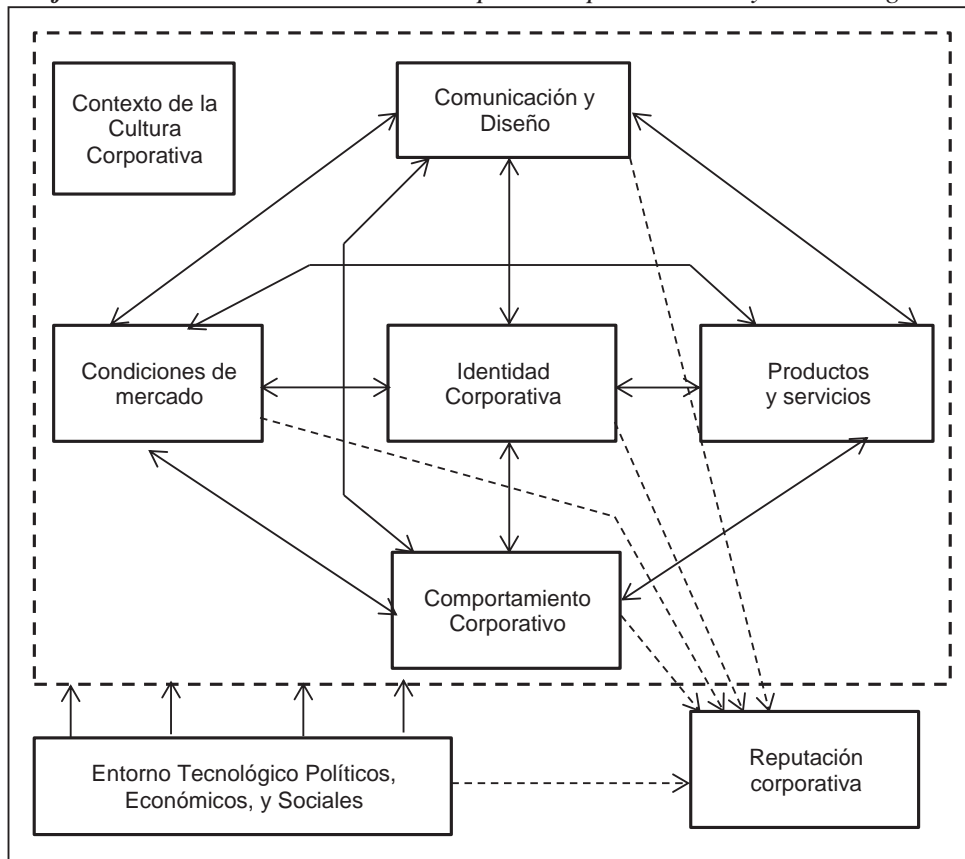 Contexto de la
Cultura
Corporativa
Comunicación y
Diseño
Condiciones de
mercado
Identidad
Corporativa
Productos
y servicios
Comportamiento
Corporativo
Entorno Tecnológico Políticos,
Económicos, y Sociales
Reputación
corporativa